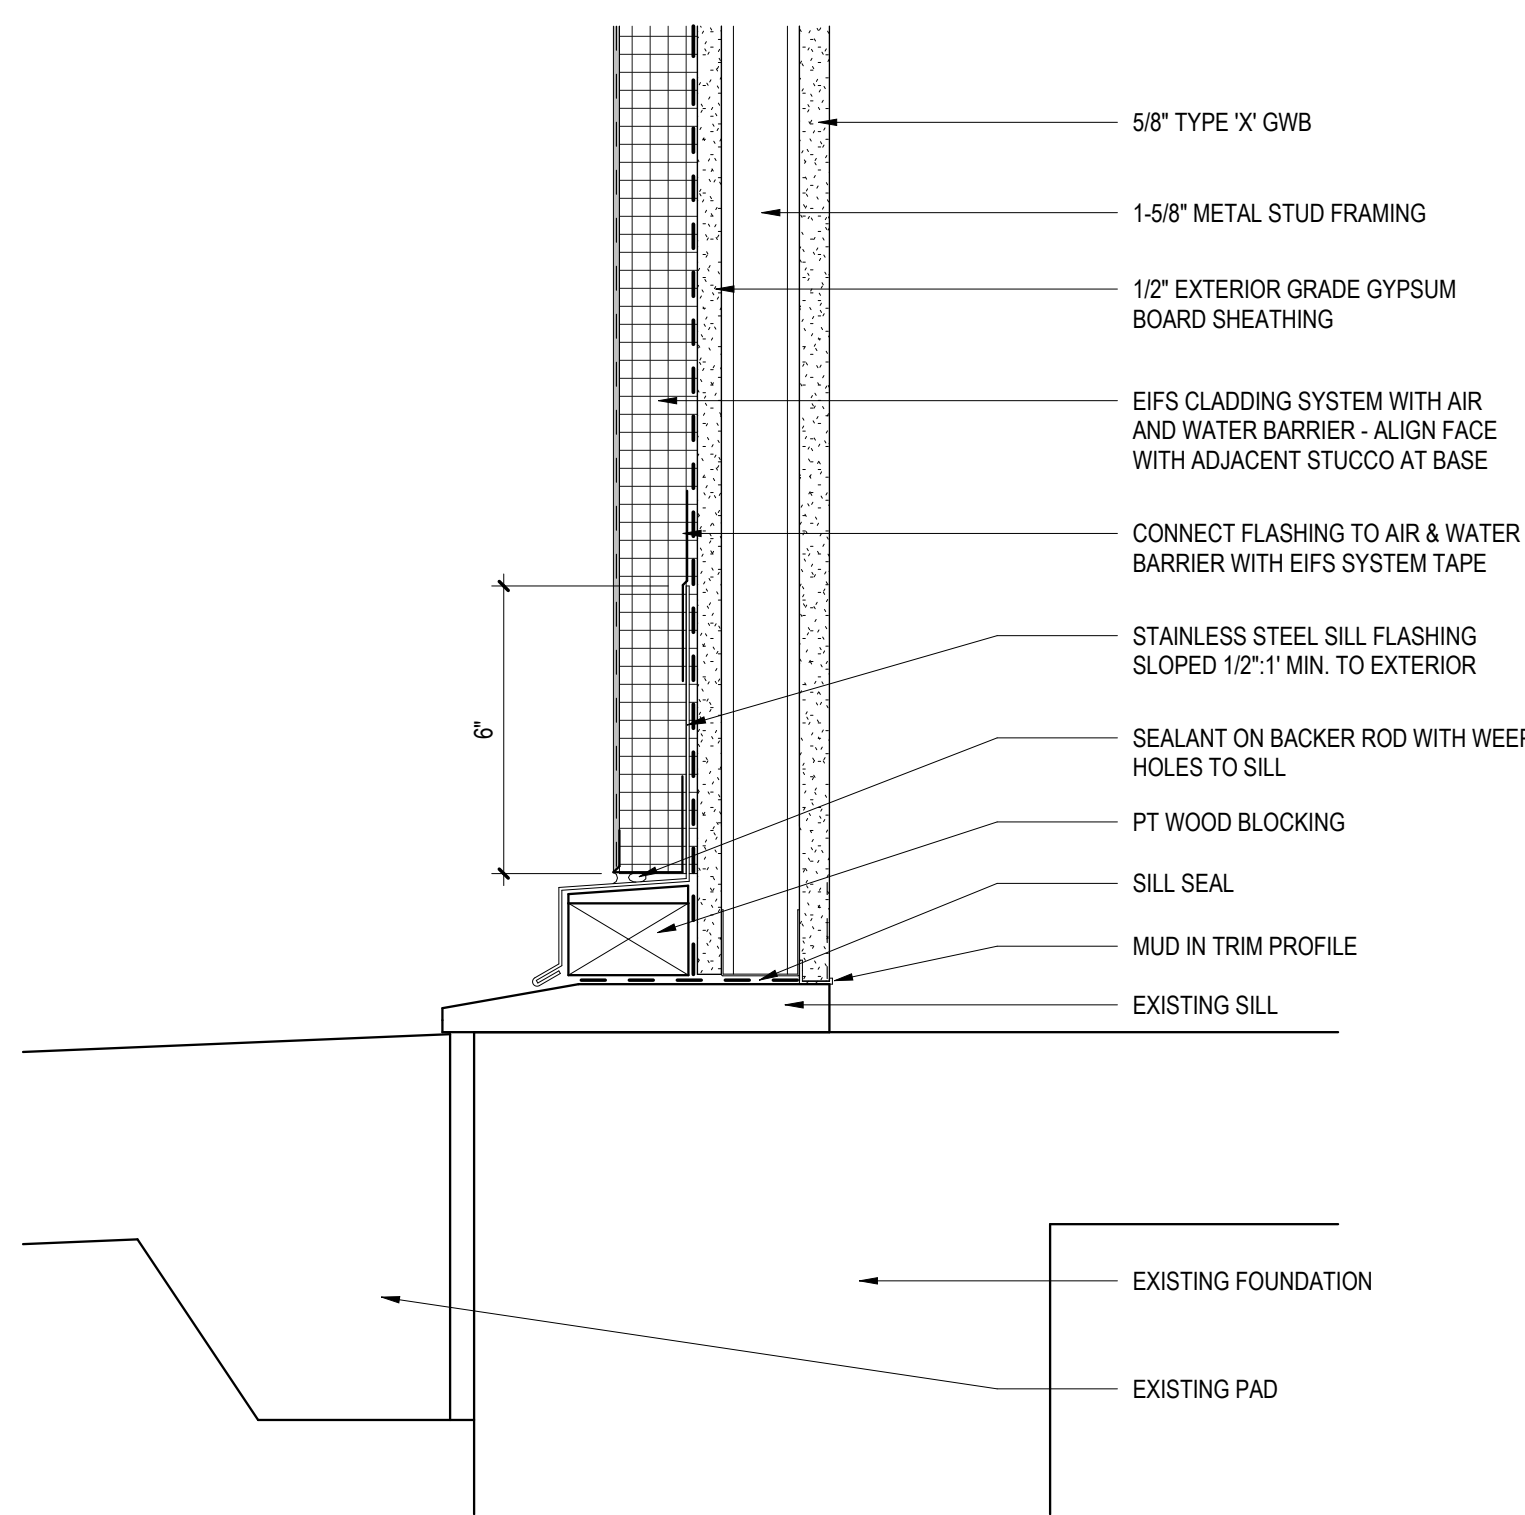 5/8" TYPE 'X' GWB
1-5/8" METAL STUD FRAMING
1/2" EXTERIOR GRADE GYPSUM
BOARD SHEATHING
EIFS CLADDING SYSTEM WITH AIR
AND WATER BARRIER - ALIGN FACE
WITH ADJACENT STUCCO AT BASE
CONNECT FLASHING TO AIR & WATER
BARRIER WITH EIFS SYSTEM TAPE
STAINLESS STEEL SILL FLASHING
SLOPED 1/2":1' MIN. TO EXTERIOR
6"
SEALANT ON BACKER ROD WITH WEEP
HOLES TO SILL
PT WOOD BLOCKING
SILL SEAL
MUD IN TRIM PROFILE
EXISTING SILL
EXISTING FOUNDATION
EXISTING PAD